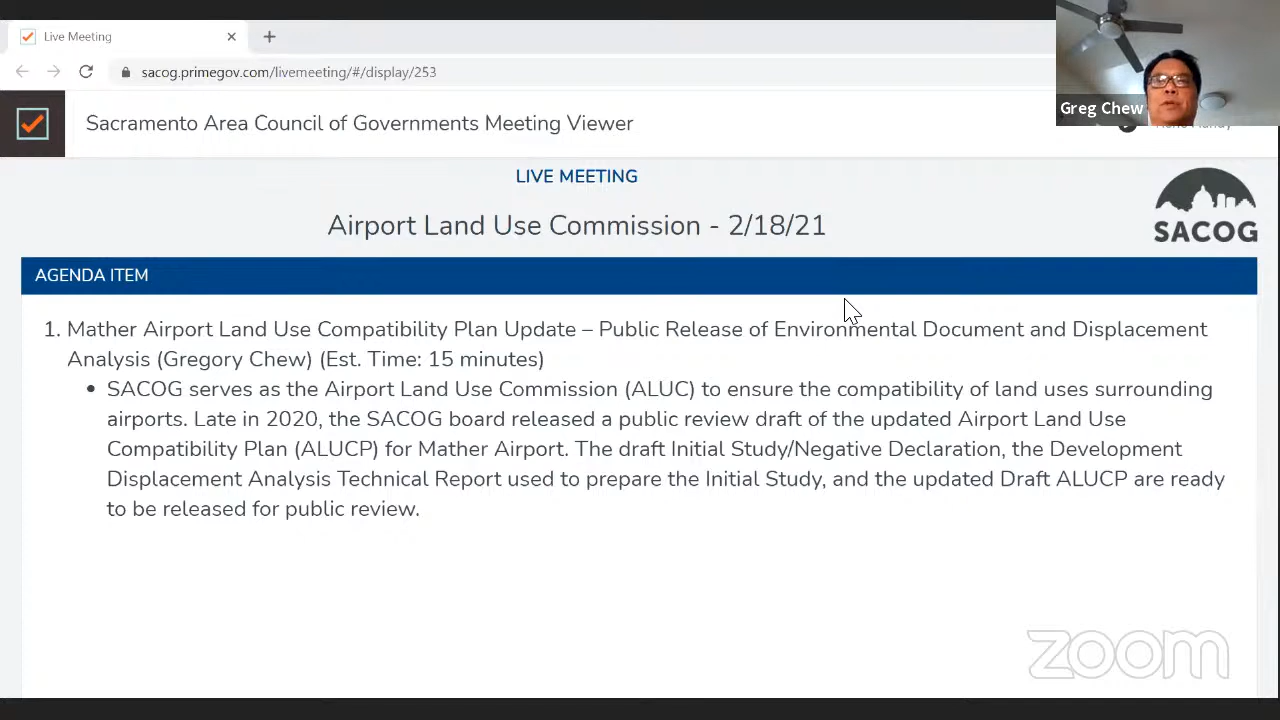 Live Meeting
sacog.primegov.com/livemeeting/#/display/253
Greg Chew
Sacramento Area Council of Governments Meeting Viewer
LIVE MEETING
Airport Land Use Commission - 2/18/21
SACOG
AGENDA ITEM
1. Mather Airport Land Use Compatibility Plan Update – Public Release of Environmental Document and Displacement
Analysis (Gregory Chew) (Est. Time: 15 minutes)
• SACOG serves as the Airport Land Use Commission (ALUC) to ensure the compatibility of land uses surrounding
airports. Late in 2020, the SACOG board released a public review draft of the updated Airport Land Use
Compatibility Plan (ALUCP) for Mather Airport. The draft Initial Study/Negative Declaration, the Development
Displacement Analysis Technical Report used to prepare the Initial Study, and the updated Draft ALUCP are ready
to be released for public review.
zoom